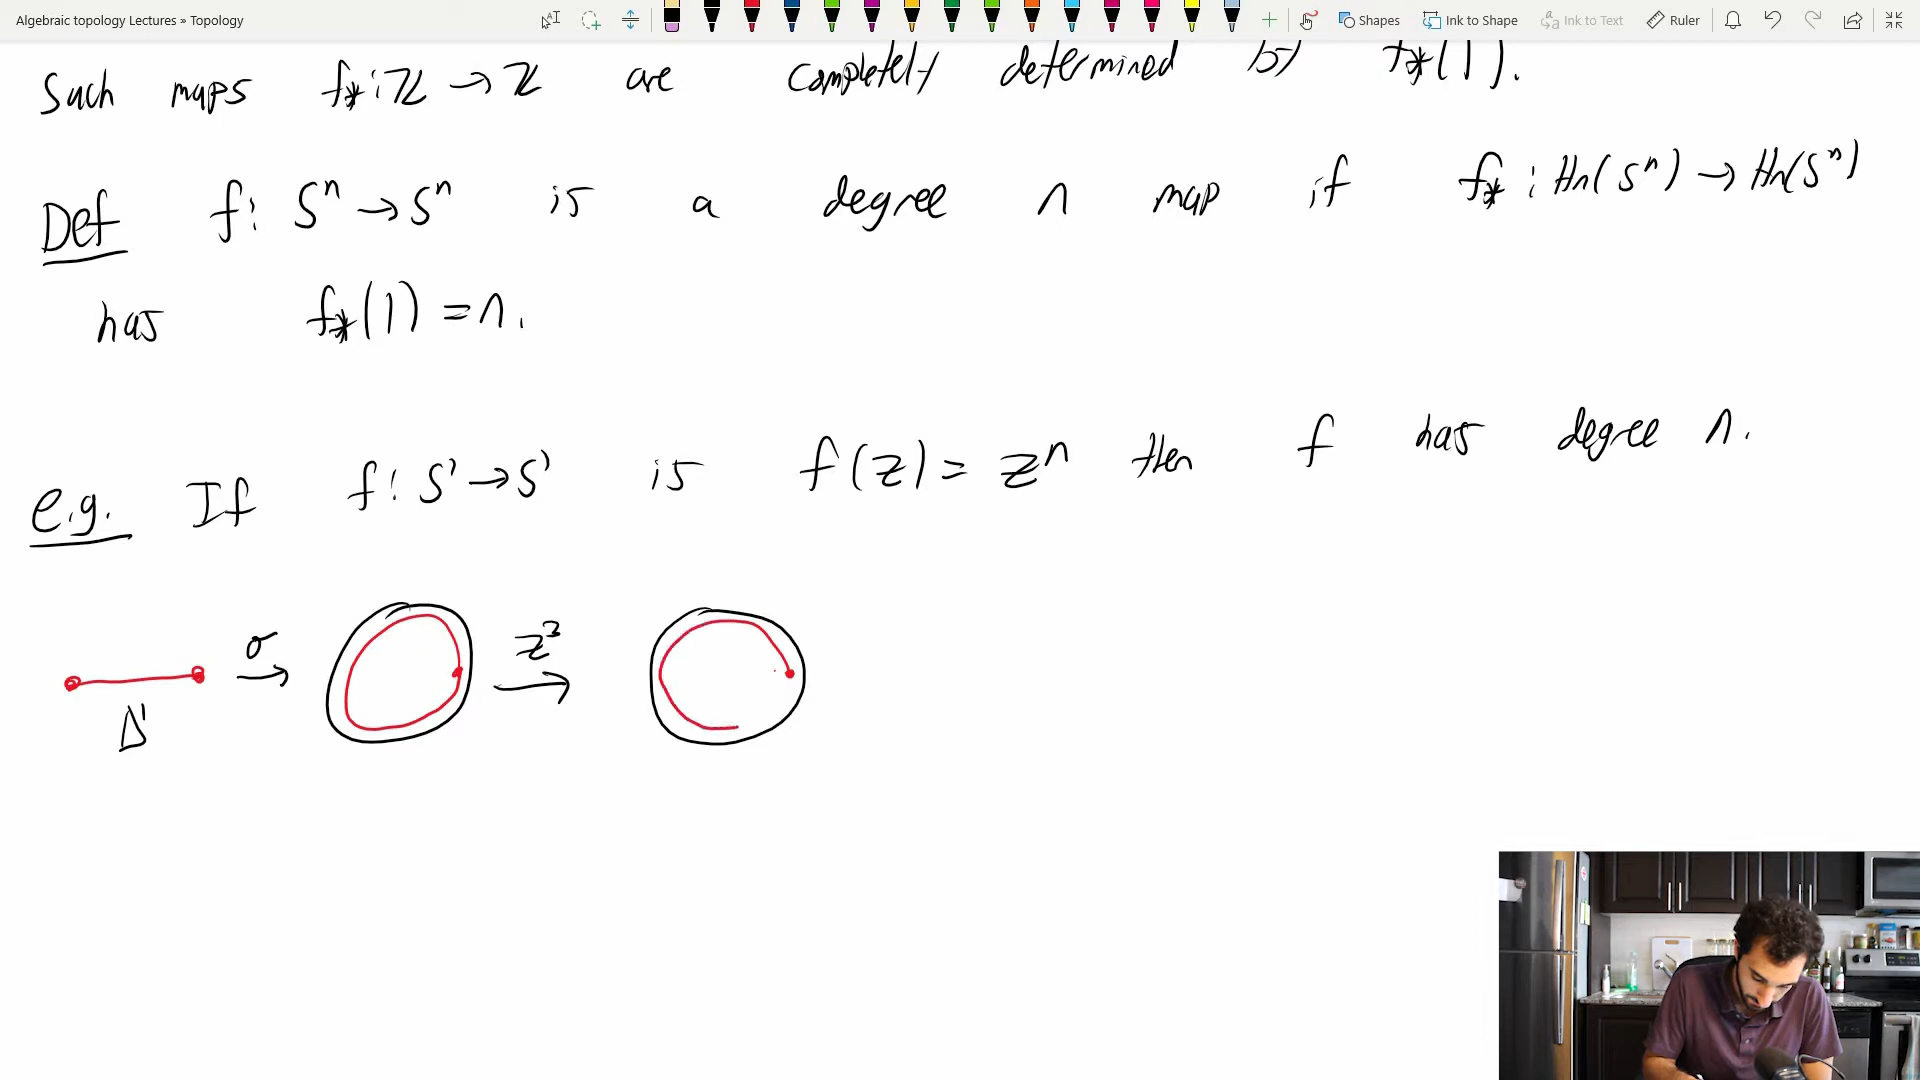 Algebraic topology Lectures » Topology
Shapes Ink to Shape Ink to Text Ruler
Such maps f∗:ℤ→ℤ are completely determined by f∗(1).
Def f: Sⁿ→Sⁿ is a degree n map if f∗: Hn(Sⁿ)→Hn(Sⁿ)
has f∗(1)=n.
e.g. If f: S¹→S¹ is f(z)=zⁿ then f has degree n.
σ z²
Δ¹